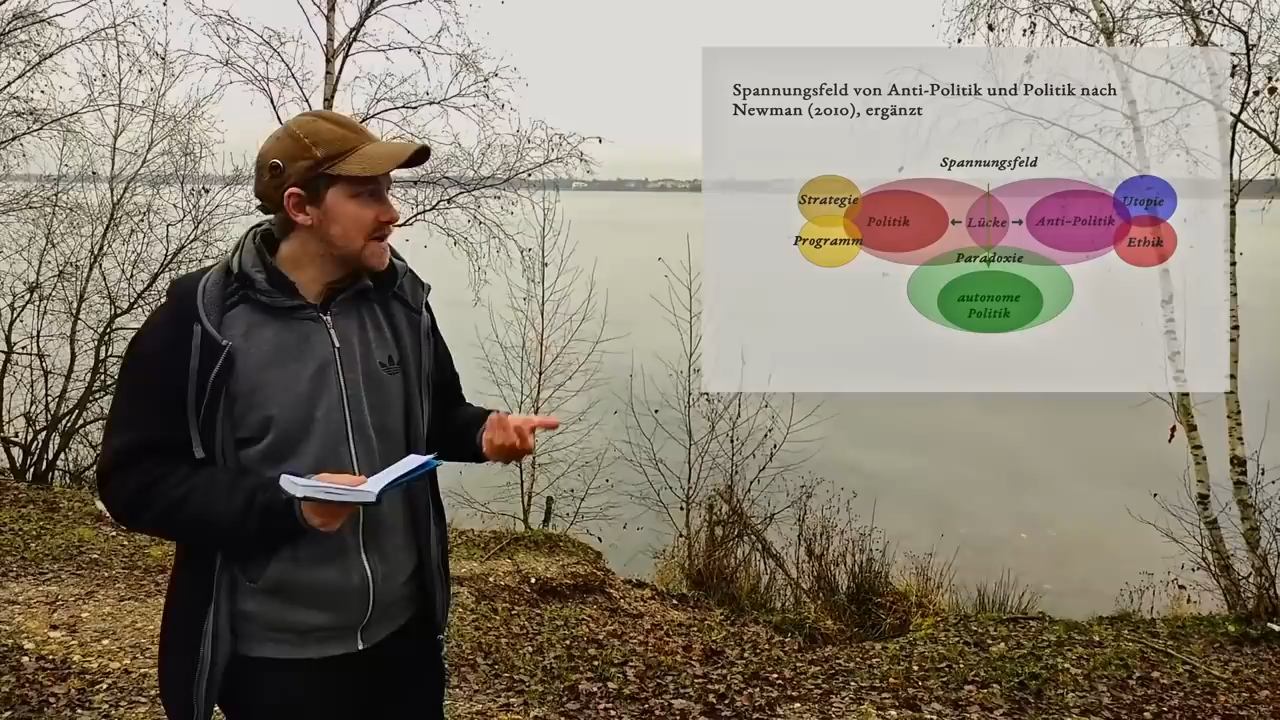 Spannungsfeld von Anti-Politik und Politik nach
Newman (2010), ergänzt
Spannungsfeld
Strategie
Politik
←Lücke→
Anti-Politik
Utopie
Programm
Ethik
Paradoxie
autonome
Politik